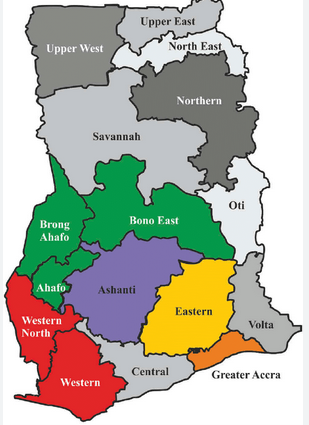 Upper East
Upper West
North East
Northern
Savannah
Oti
Brong
Ahafo
Bono East
Ahafo
Ashanti
Eastern
Western
North
Volta
Western
Central
Greater Accra